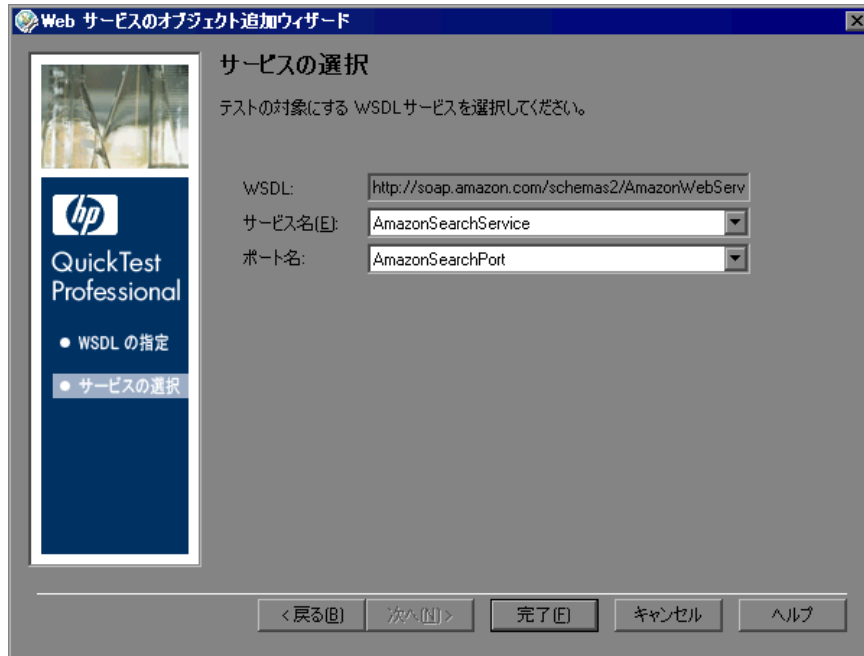 Web サービスのオブジェクト追加ウィザード
サービスの選択
テストの対象にする WSDLサービスを選択してください。
WSDL: http://soap.amazon.com/schemas2/AmazonWebServ
サービス名(E): AmazonSearchService
ポート名: AmazonSearchPort
hp
QuickTest
Professional
● WSDL の指定
● サービスの選択
<戻る(B) 次へ(N)> 完了(F) キャンセル ヘルプ